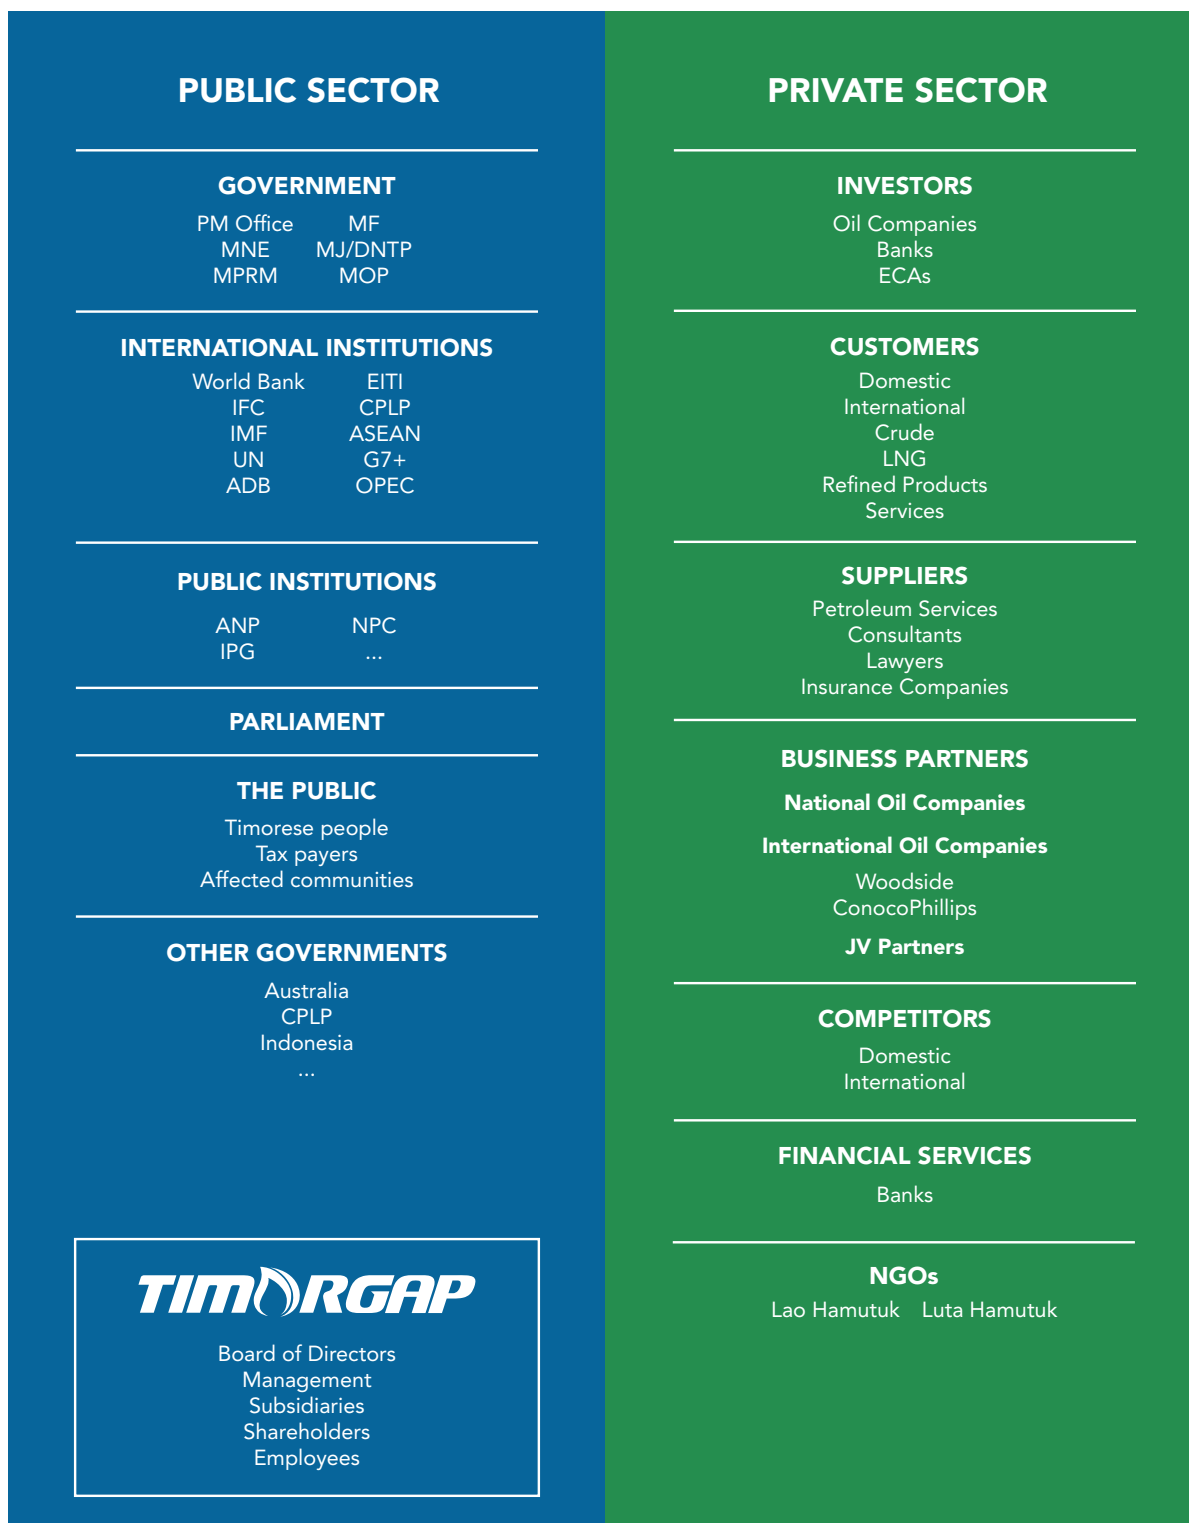 PUBLIC SECTOR
GOVERNMENT
PM Office MF
MNE MJ/DNTP
MPRM MOP
INTERNATIONAL INSTITUTIONS
World Bank EITI
IFC CPLP
IMF ASEAN
UN G7+
ADB OPEC
PUBLIC INSTITUTIONS
ANP NPC
IPG ...
PARLIAMENT
THE PUBLIC
Timorese people
Tax payers
Affected communities
OTHER GOVERNMENTS
Australia
CPLP
Indonesia
...
TIMORGAP
Board of Directors
Management
Subsidiaries
Shareholders
Employees
PRIVATE SECTOR
INVESTORS
Oil Companies
Banks
ECAs
CUSTOMERS
Domestic
International
Crude
LNG
Refined Products
Services
SUPPLIERS
Petroleum Services
Consultants
Lawyers
Insurance Companies
BUSINESS PARTNERS
National Oil Companies
International Oil Companies
Woodside
ConocoPhillips
JV Partners
COMPETITORS
Domestic
International
FINANCIAL SERVICES
Banks
NGOs
Lao Hamutuk Luta Hamutuk